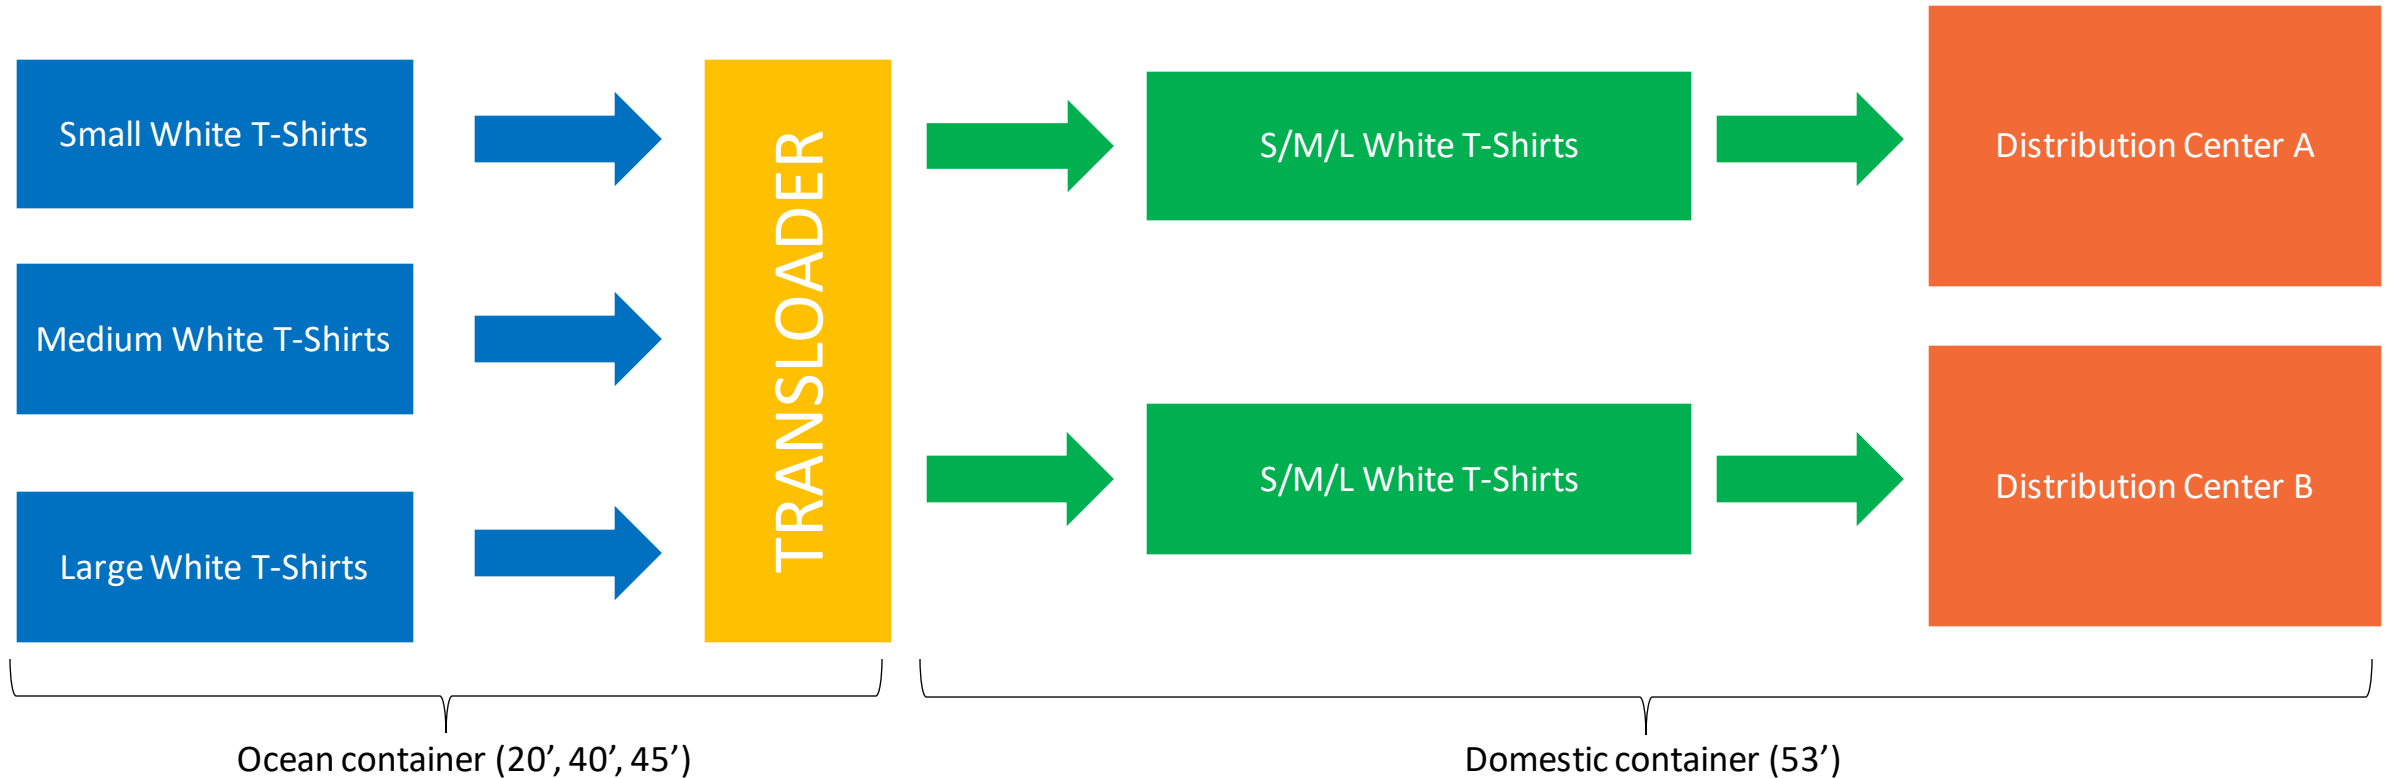 Small White T-Shirts
Medium White T-Shirts
Large White T-Shirts
TRANSLOADER
S/M/L White T-Shirts
S/M/L White T-Shirts
Distribution Center A
Distribution Center B
Ocean container (20’, 40’, 45’)
Domestic container (53’)